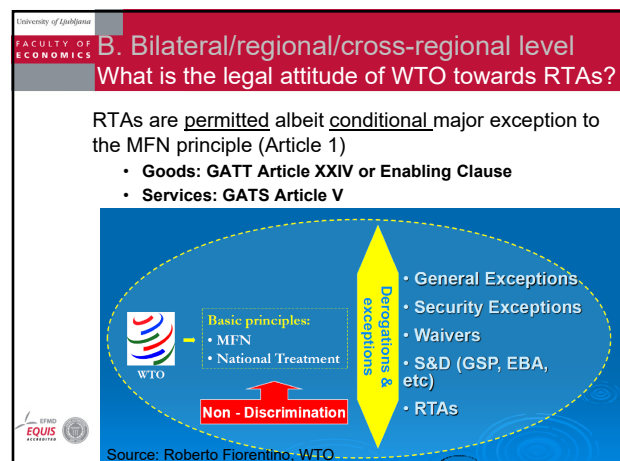 University of Ljubljana
FACULTY OF
ECONOMICS
B. Bilateral/regional/cross-regional level
What is the legal attitude of WTO towards RTAs?
RTAs are permitted albeit conditional major exception to
the MFN principle (Article 1)
• Goods: GATT Article XXIV or Enabling Clause
• Services: GATS Article V
WTO
Basic principles:
• MFN
• National Treatment
Non - Discrimination
Derogations &
exceptions
• General Exceptions
• Security Exceptions
• Waivers
• S&D (GSP, EBA,
etc)
• RTAs
EFMD
EQUIS
ACCREDITED
Source: Roberto Fiorentino, WTO